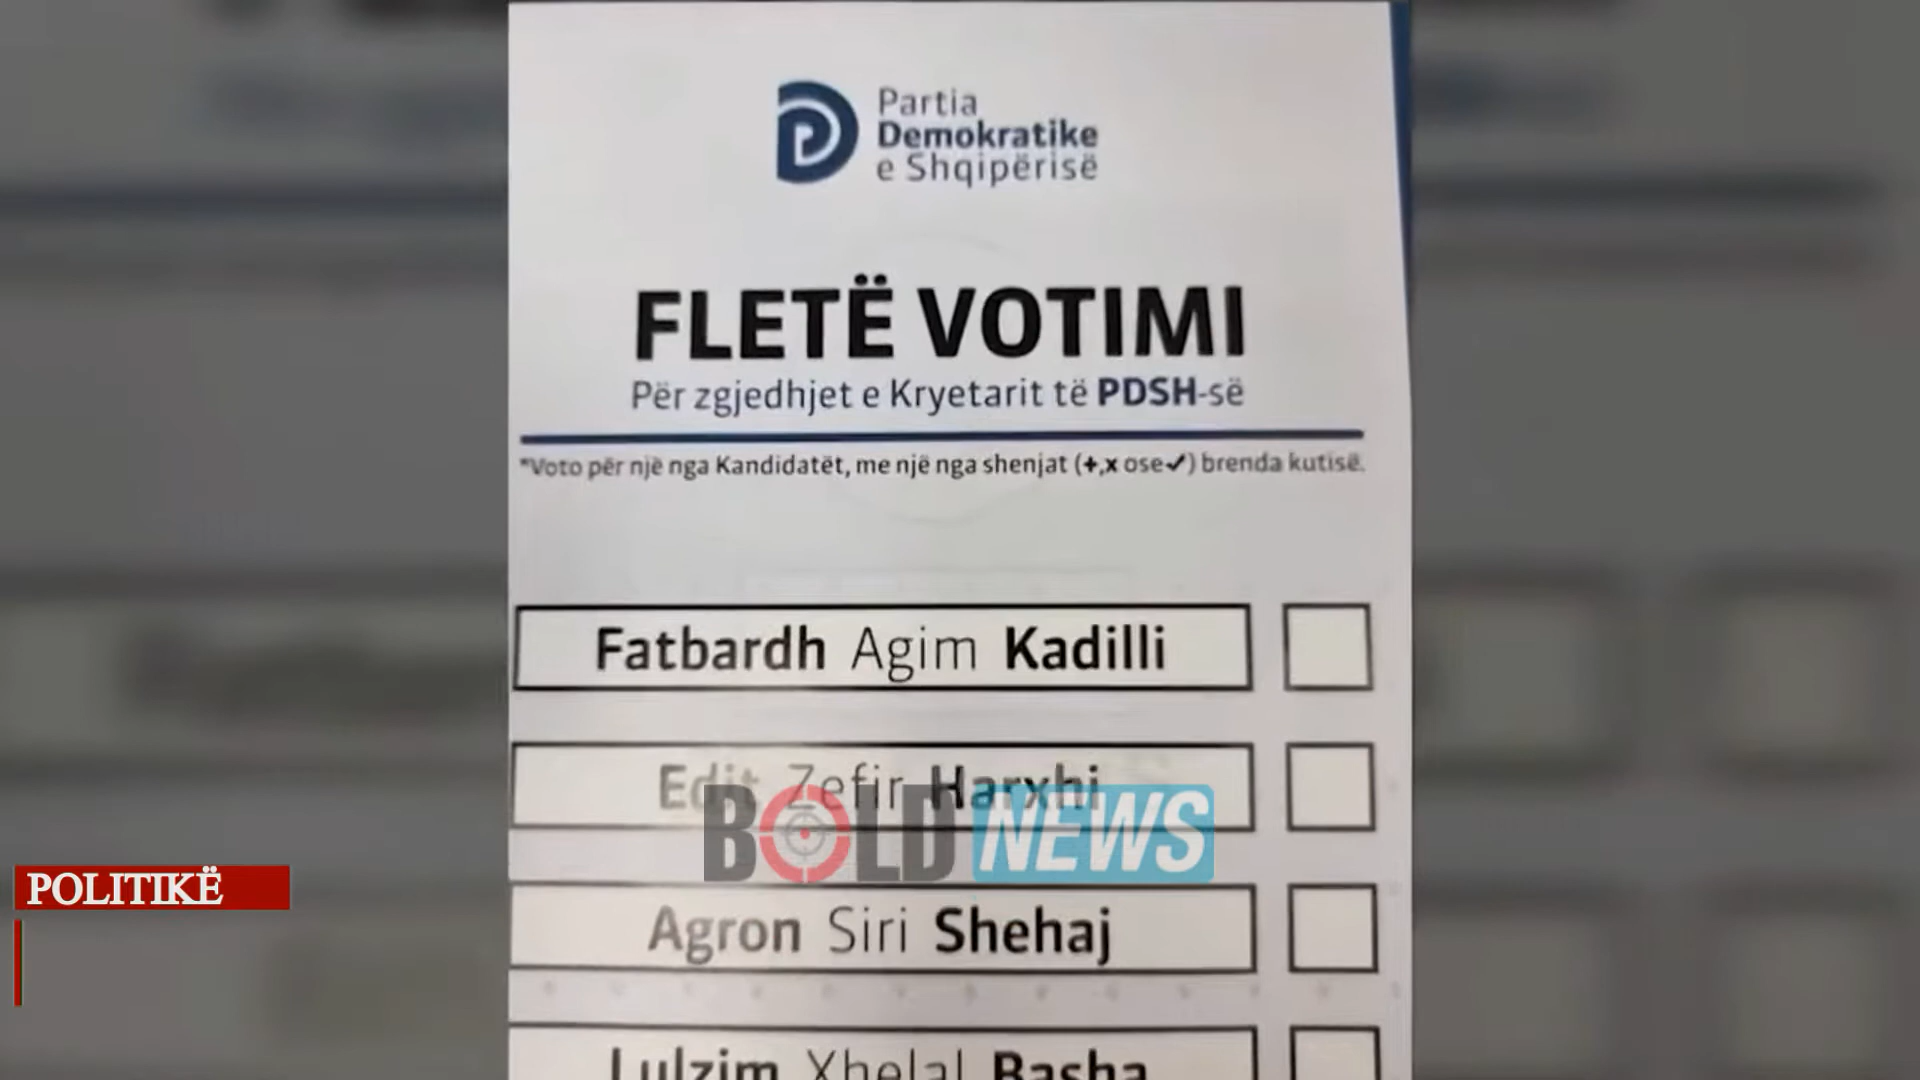 Partia
Demokratike
e Shqipërisë
FLETË VOTIMI
Për zgjedhjet e Kryetarit të PDSH-së
*Voto për një nga Kandidatët, me një nga shenjat (+,x ose✓) brenda kutisë.
Fatbardh Agim Kadilli
Edit Zefir Harxhi
BOLD NEWS
POLITIKË
Agron Siri Shehaj
Lulzim Xhelal Basha